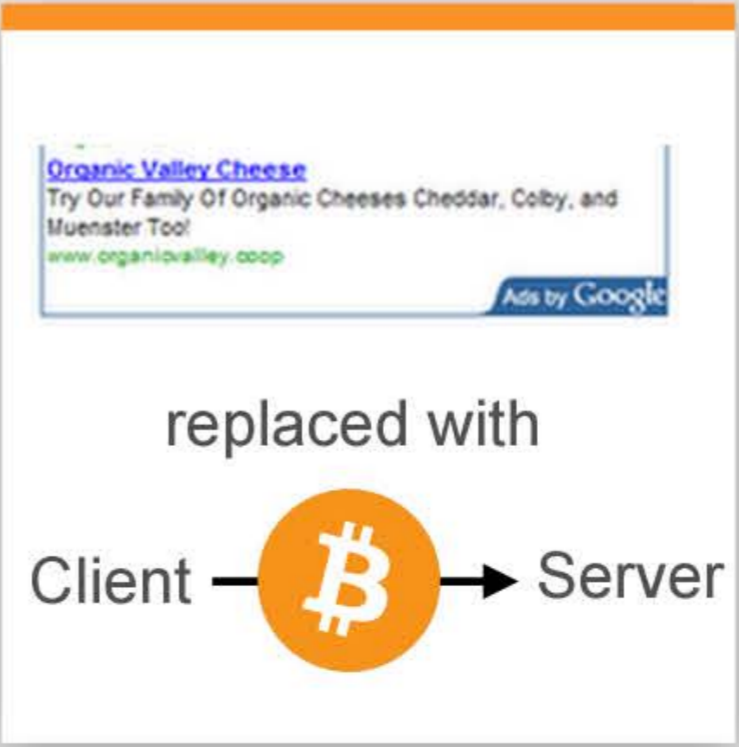 Organic Valley Cheese
Try Our Family Of Organic Cheeses Cheddar, Colby, and
Muenster Too!
www.organicvallley.coop
Ads by Google
replaced with
Client
Server